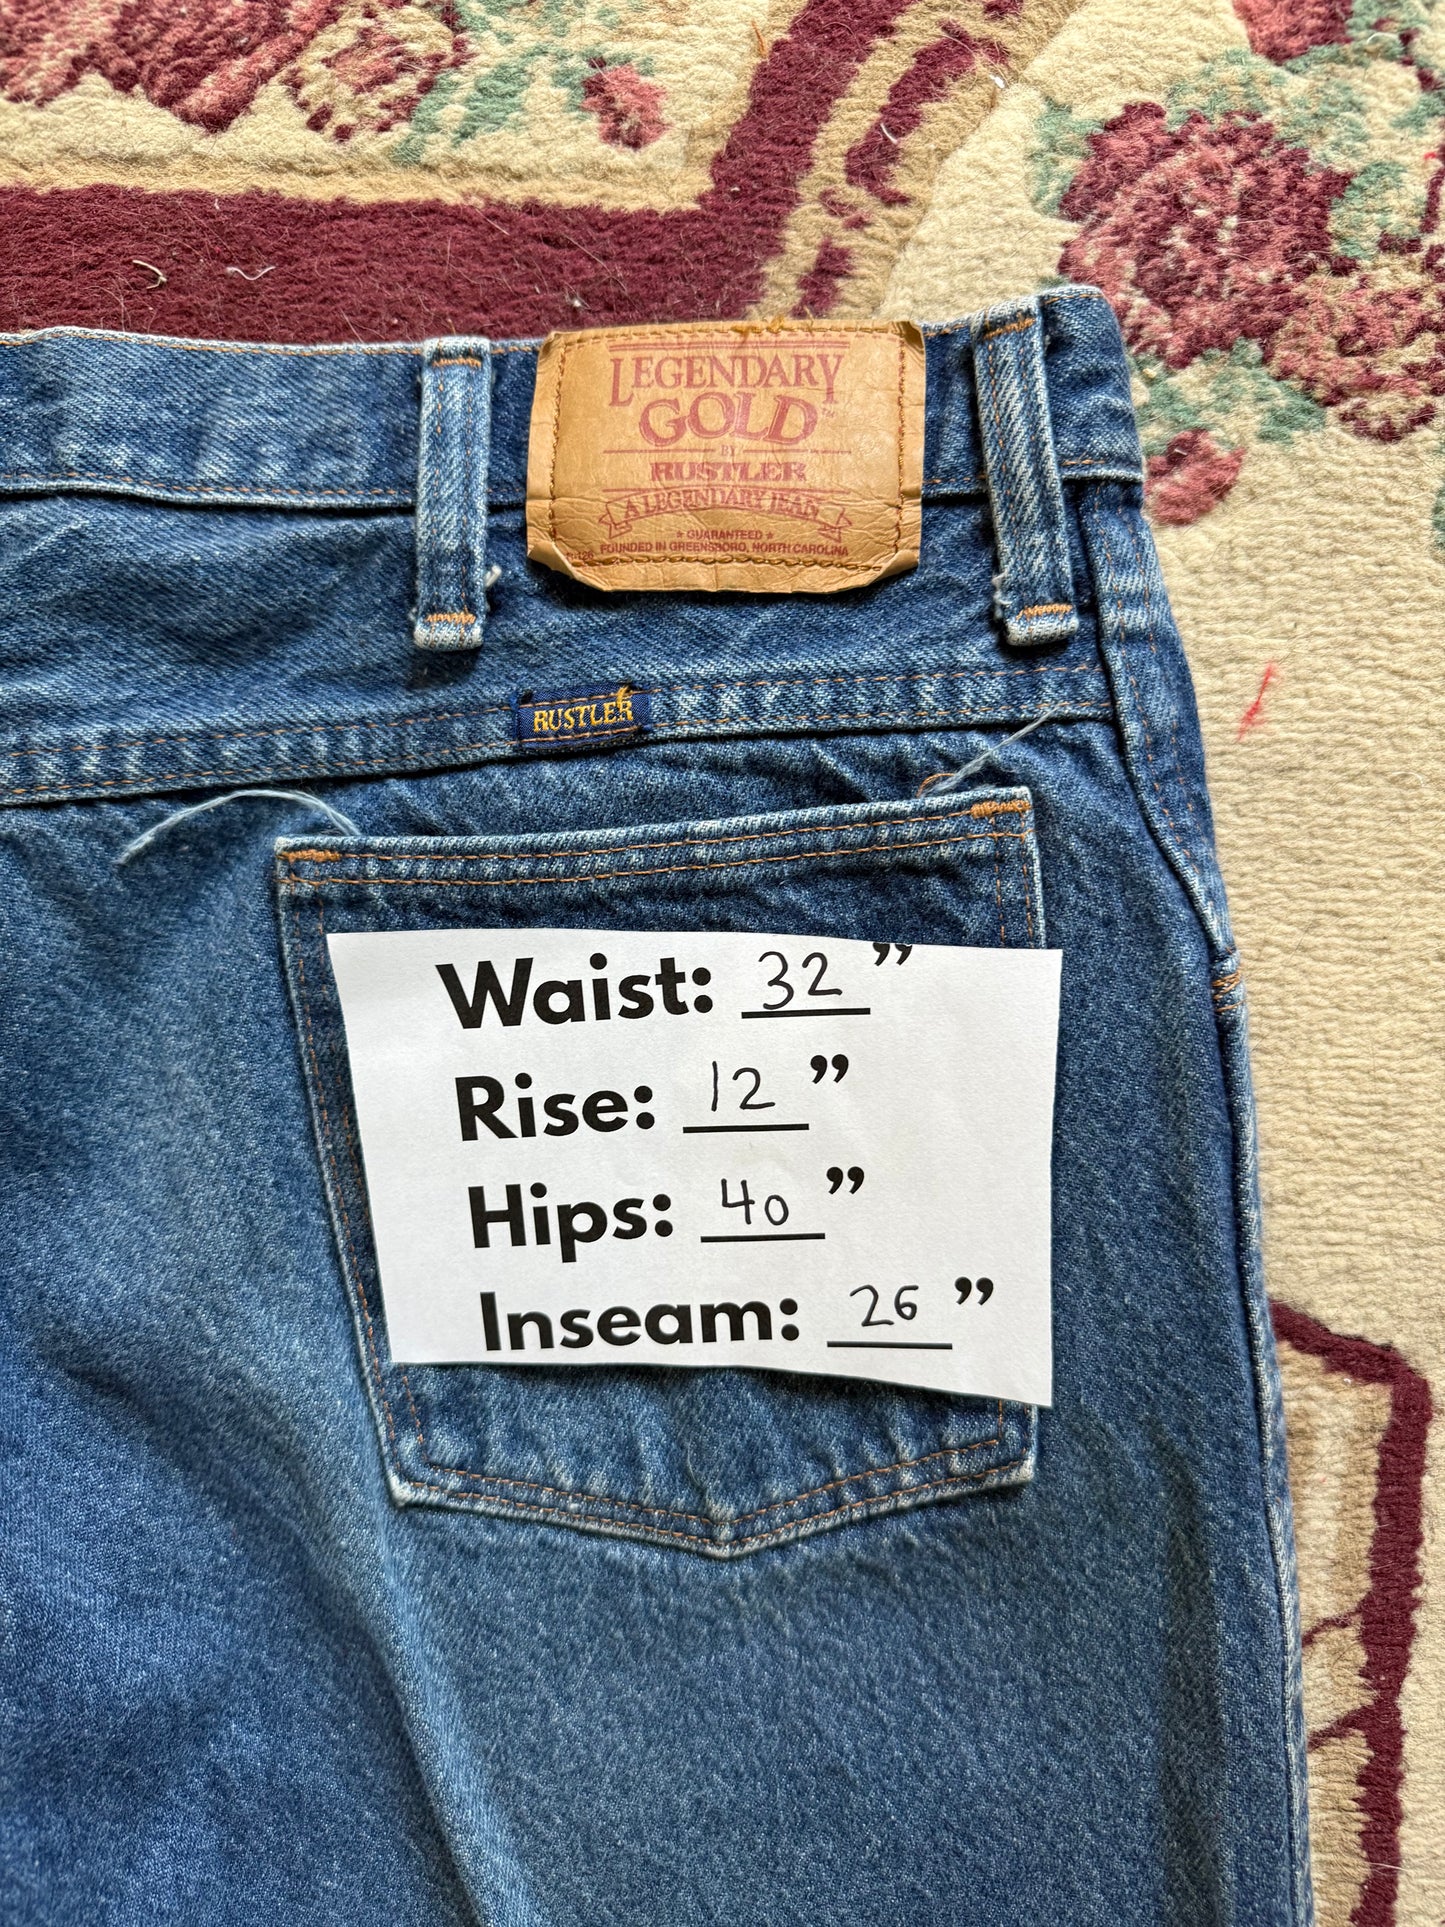 LEGENDARY
GOLD™
BY
RUSTLER
A LEGENDARY JEAN
★ GUARANTEED ★
FOUNDED IN GREENSBORO, NORTH CAROLINA
RUSTLER
Waist: 32”
Rise: 12”
Hips: 40”
Inseam: 26”